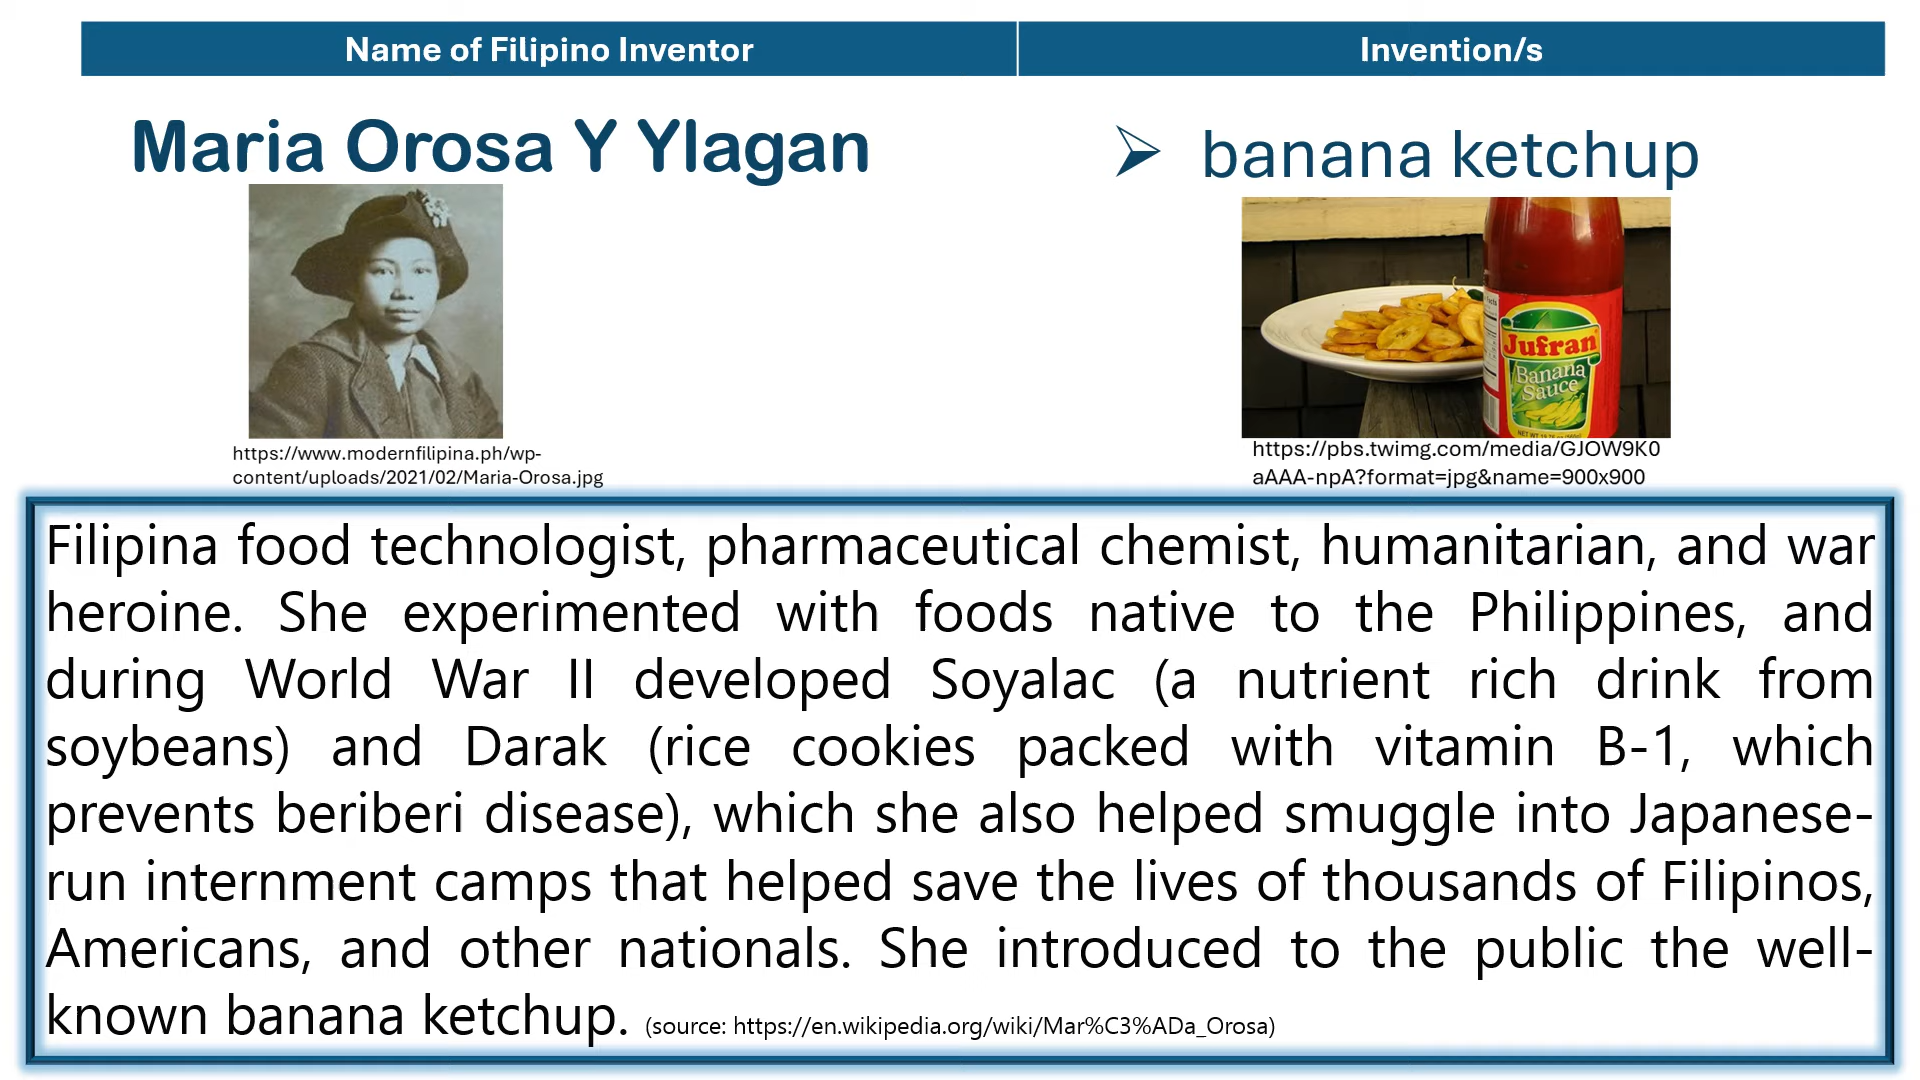 Name of Filipino Inventor
Invention/s
Maria Orosa Y Ylagan
➢ banana ketchup
Jufran
Banana
Sauce
https://www.modernfilipina.ph/wp-
content/uploads/2021/02/Maria-Orosa.jpg
https://pbs.twimg.com/media/GJOW9K0
aAAA-npA?format=jpg&name=900x900
Filipina food technologist, pharmaceutical chemist, humanitarian, and war
heroine. She experimented with foods native to the Philippines, and
during World War II developed Soyalac (a nutrient rich drink from
soybeans) and Darak (rice cookies packed with vitamin B-1, which
prevents beriberi disease), which she also helped smuggle into Japanese-
run internment camps that helped save the lives of thousands of Filipinos,
Americans, and other nationals. She introduced to the public the well-
known banana ketchup. (source: https://en.wikipedia.org/wiki/Mar%C3%ADa_Orosa)